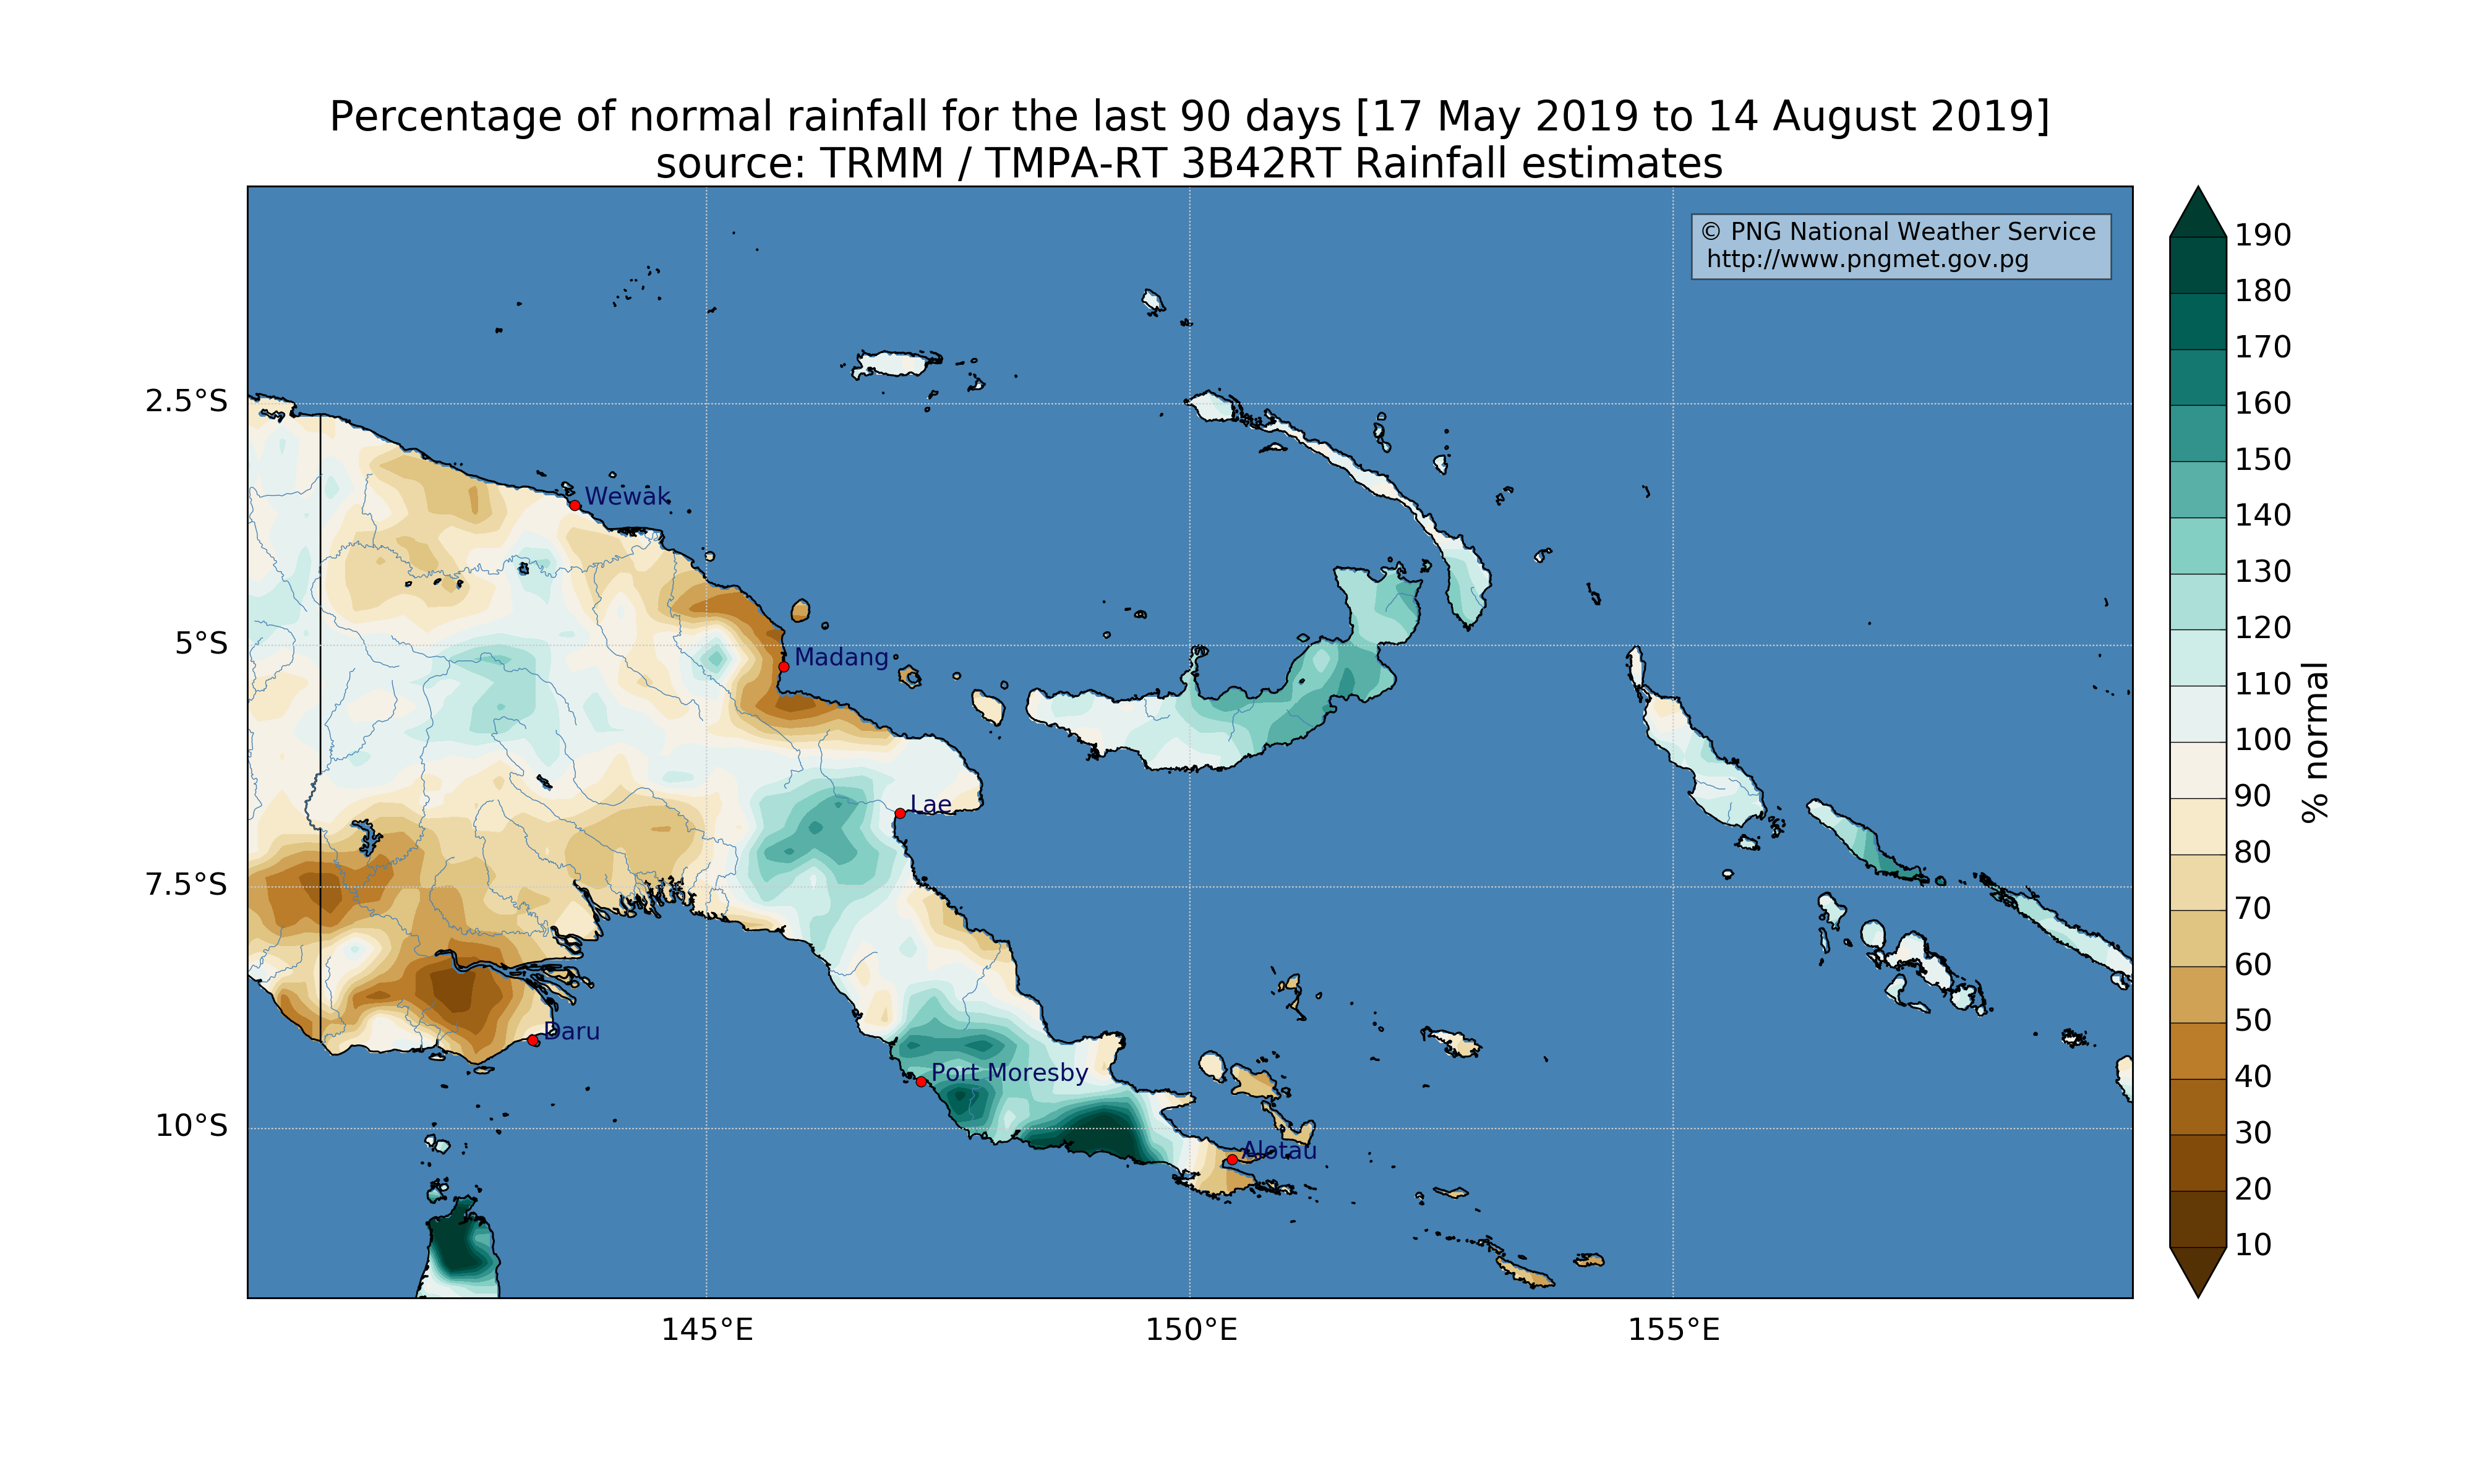 Percentage of normal rainfall for the last 90 days [17 May 2019 to 14 August 2019]
source: TRMM / TMPA-RT 3B42RT Rainfall estimates
© PNG National Weather Service
http://www.pngmet.gov.pg
190
180
170
160
150
140
130
120
110
100
90
80
70
60
50
40
30
20
10
% normal
2.5°S
5°S
7.5°S
10°S
Wewak
Madang
Lae
Daru
Port Moresby
Alotau
145°E
150°E
155°E